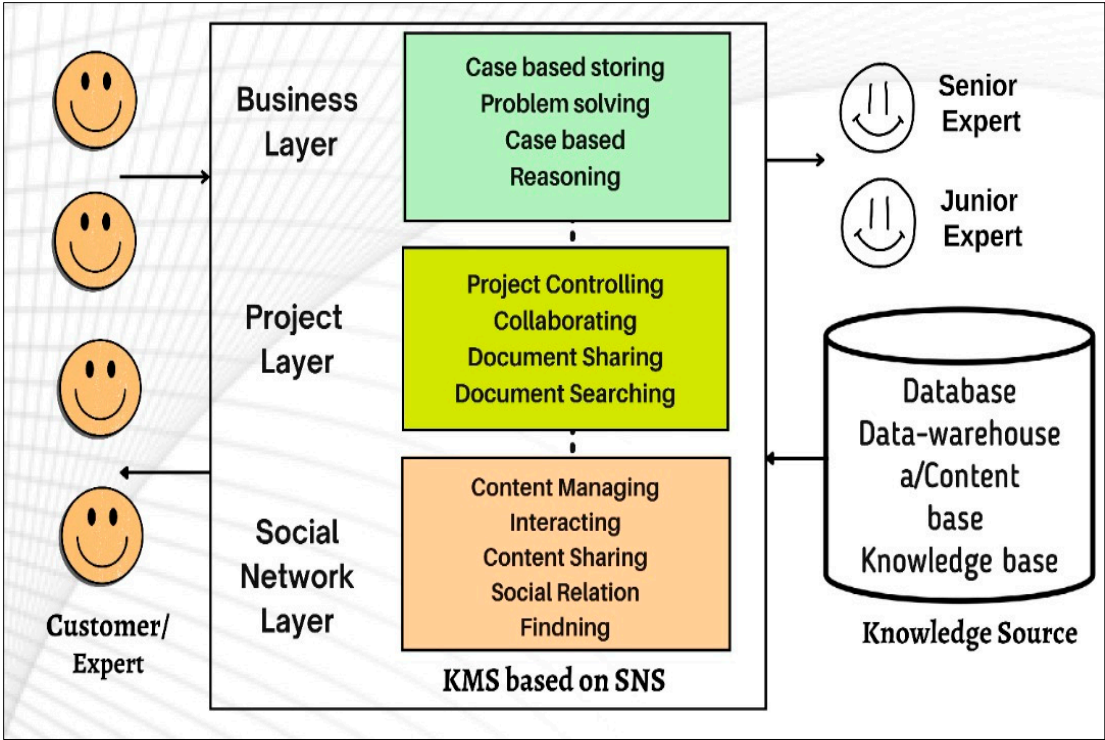 Business
Layer
Case based storing
Problem solving
Case based
Reasoning
Project
Layer
Project Controlling
Collaborating
Document Sharing
Document Searching
Social
Network
Layer
Content Managing
Interacting
Content Sharing
Social Relation
Findning
KMS based on SNS
Customer/
Expert
Senior
Expert
Junior
Expert
Database
Data-warehouse
a/Content
base
Knowledge base
Knowledge Source